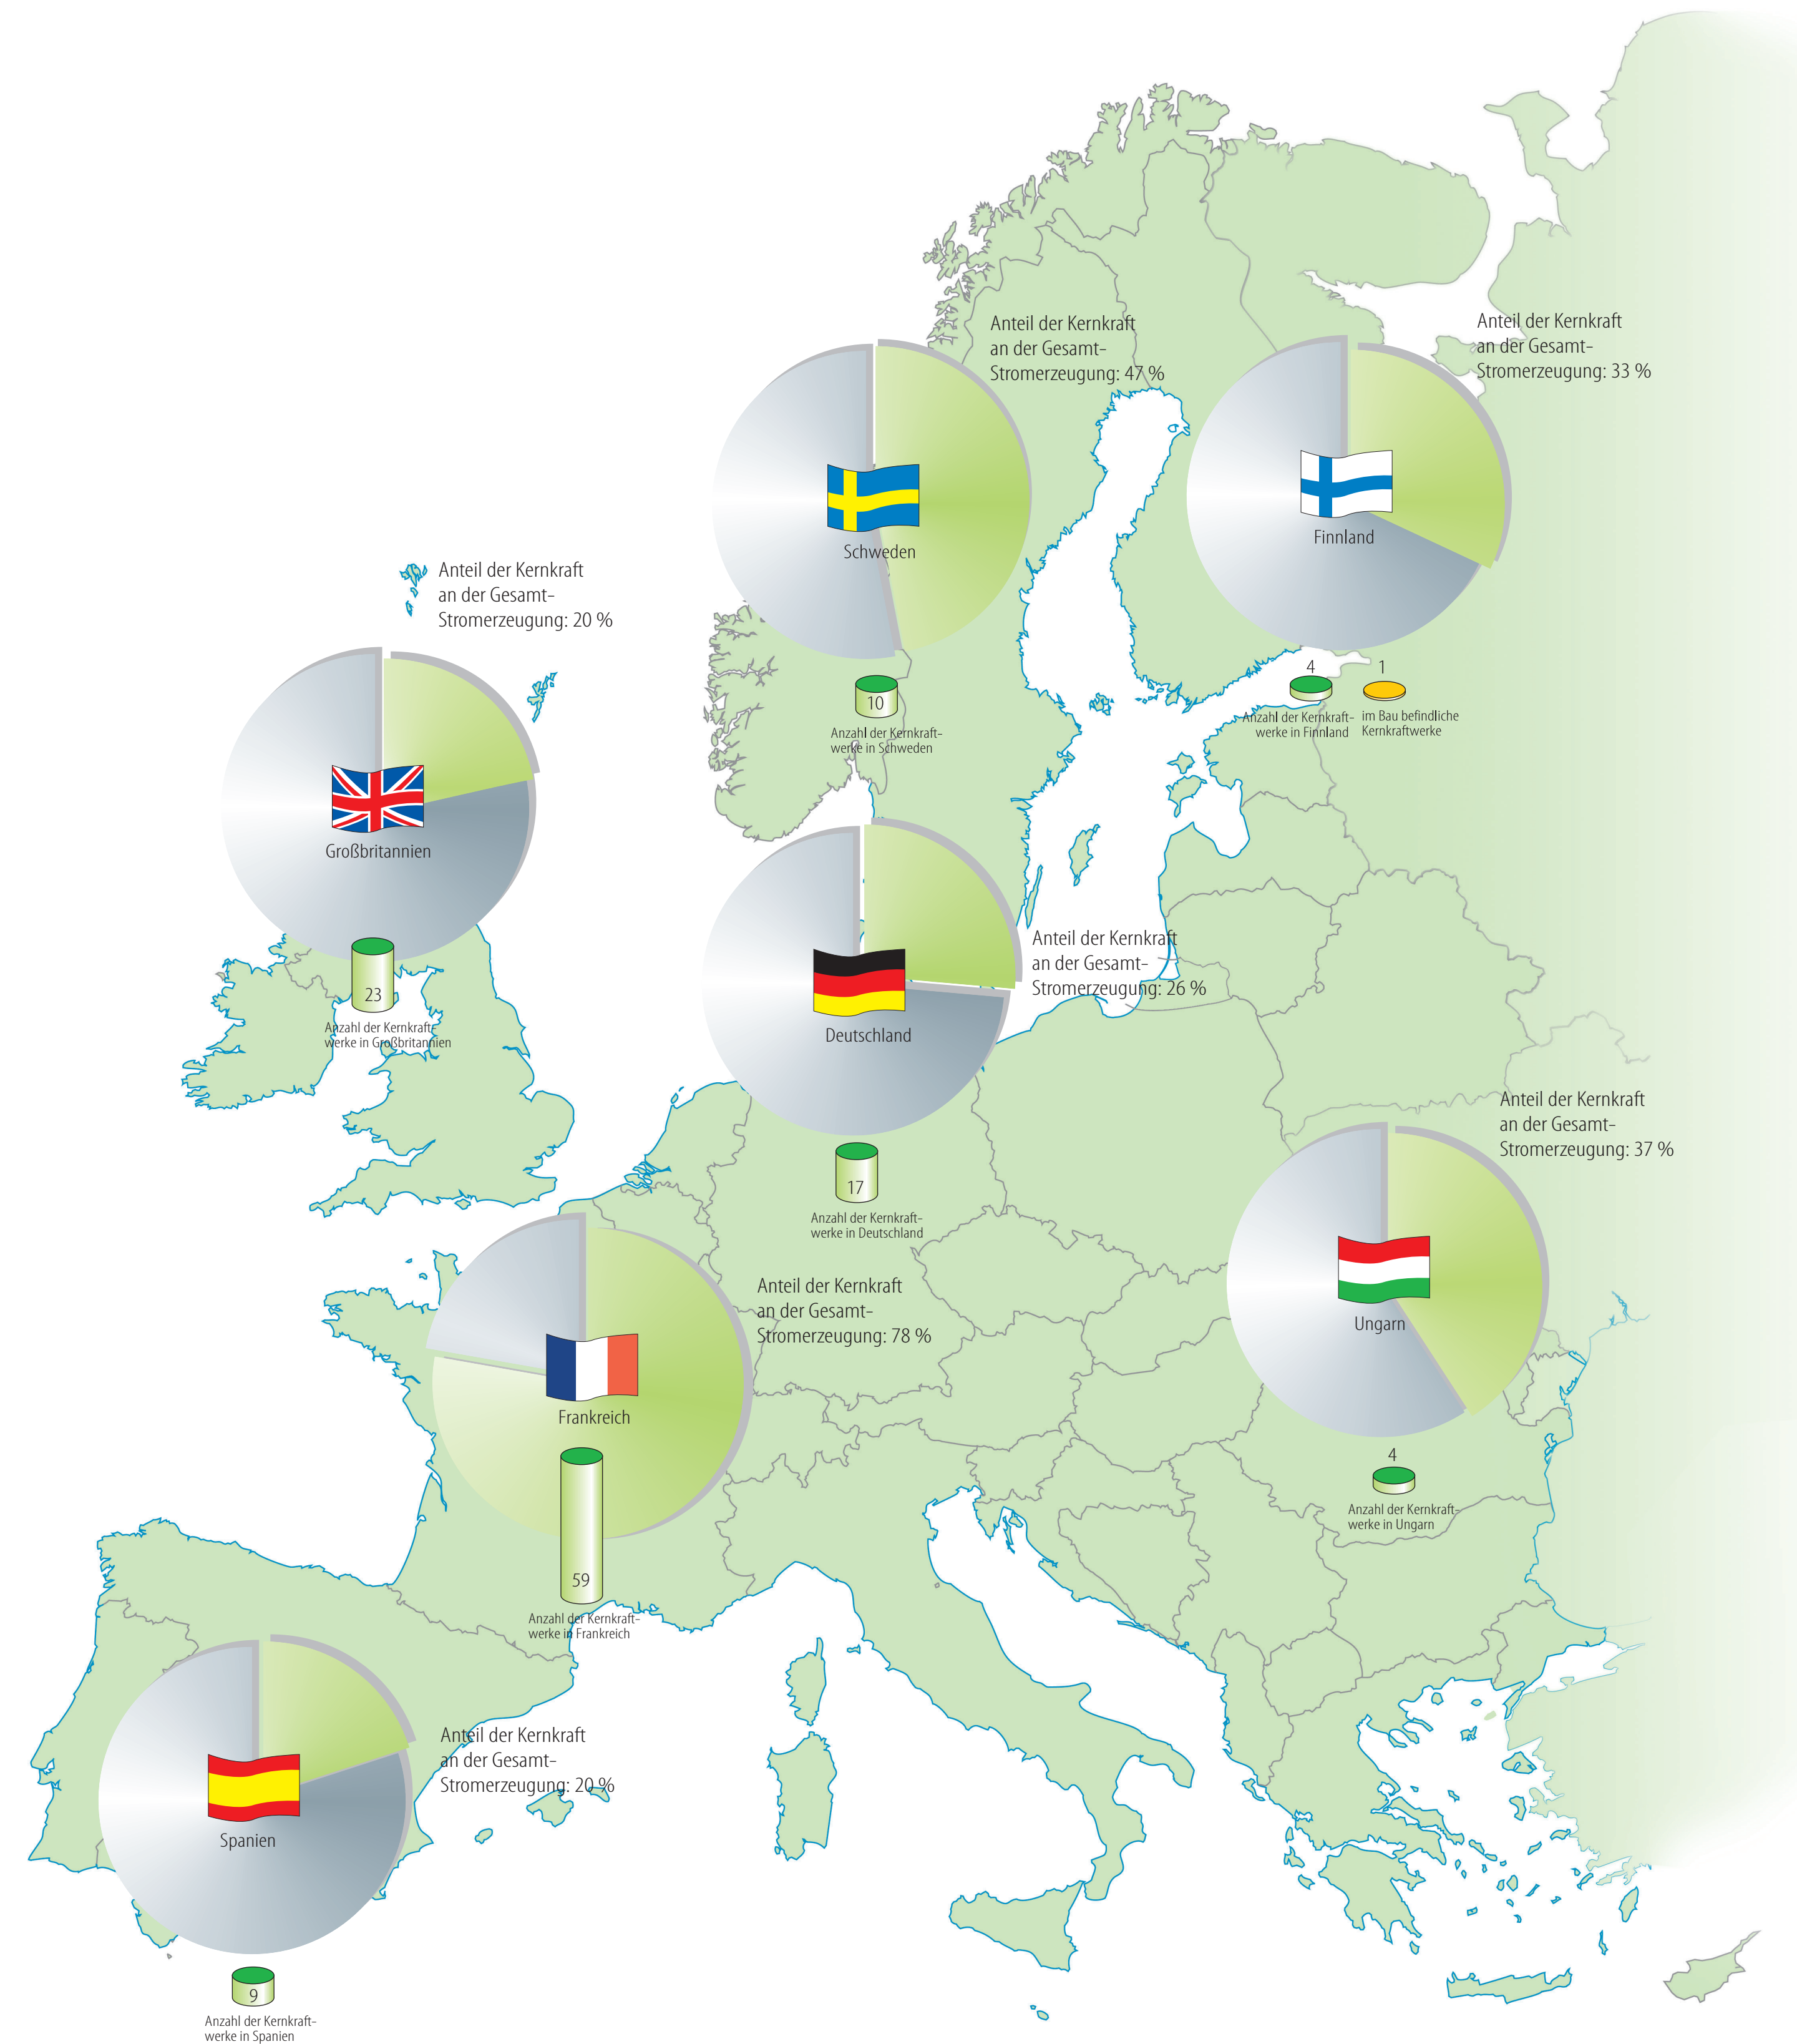 Anteil der Kernkraft
an der Gesamt-
Stromerzeugung: 47 %
Schweden
10
Anzahl der Kernkraft-
werke in Schweden
Anteil der Kernkraft
an der Gesamt-
Stromerzeugung: 33 %
Finnland
4
Anzahl der Kernkraft-
werke in Finnland
1
im Bau befindliche
Kernkraftwerke
Anteil der Kernkraft
an der Gesamt-
Stromerzeugung: 20 %
Großbritannien
23
Anzahl der Kernkraft-
werke in Großbritannien
Anteil der Kernkraft
an der Gesamt-
Stromerzeugung: 26 %
Deutschland
17
Anzahl der Kernkraft-
werke in Deutschland
Anteil der Kernkraft
an der Gesamt-
Stromerzeugung: 37 %
Ungarn
4
Anzahl der Kernkraft-
werke in Ungarn
Anteil der Kernkraft
an der Gesamt-
Stromerzeugung: 78 %
Frankreich
59
Anzahl der Kernkraft-
werke in Frankreich
Anteil der Kernkraft
an der Gesamt-
Stromerzeugung: 20 %
Spanien
9
Anzahl der Kernkraft-
werke in Spanien